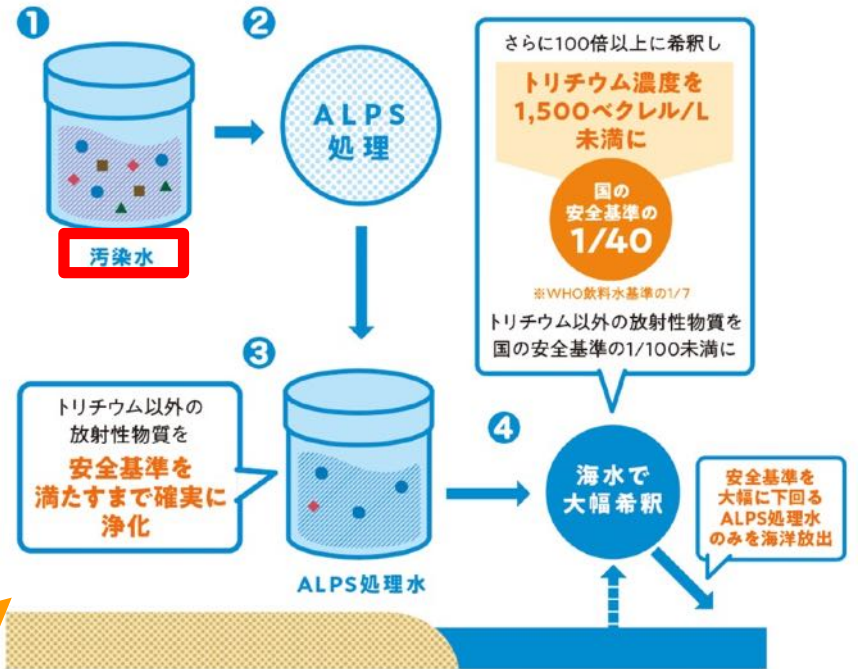 ❶
汚染水
❷
ALPS
処理
❸
トリチウム以外の
放射性物質を
安全基準を
満たすまで確実に
浄化
ALPS処理水
❹
海水で
大幅希釈
さらに100倍以上に希釈し
トリチウム濃度を
1,500ベクレル/L
未満に
国の
安全基準の
1/40
※WHO飲料水基準の1/7
トリチウム以外の放射性物質を
国の安全基準の1/100未満に
安全基準を
大幅に下回る
ALPS処理水
のみを海洋放出